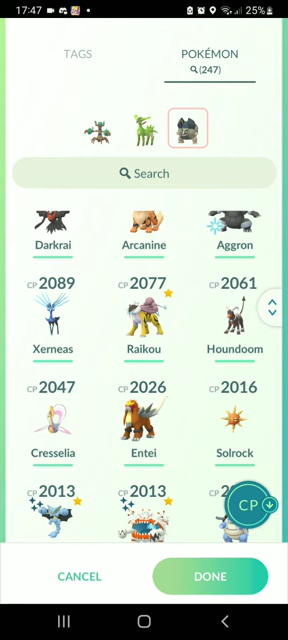 17:47 25%
TAGS POKÉMON
(247)
Search
Darkrai Arcanine Aggron
CP 2089 CP 2077 CP 2061
Xerneas Raikou Houndoom
CP 2047 CP 2026 CP 2016
Cresselia Entei Solrock
CP 2013 CP 2013 CP
CP
CANCEL DONE